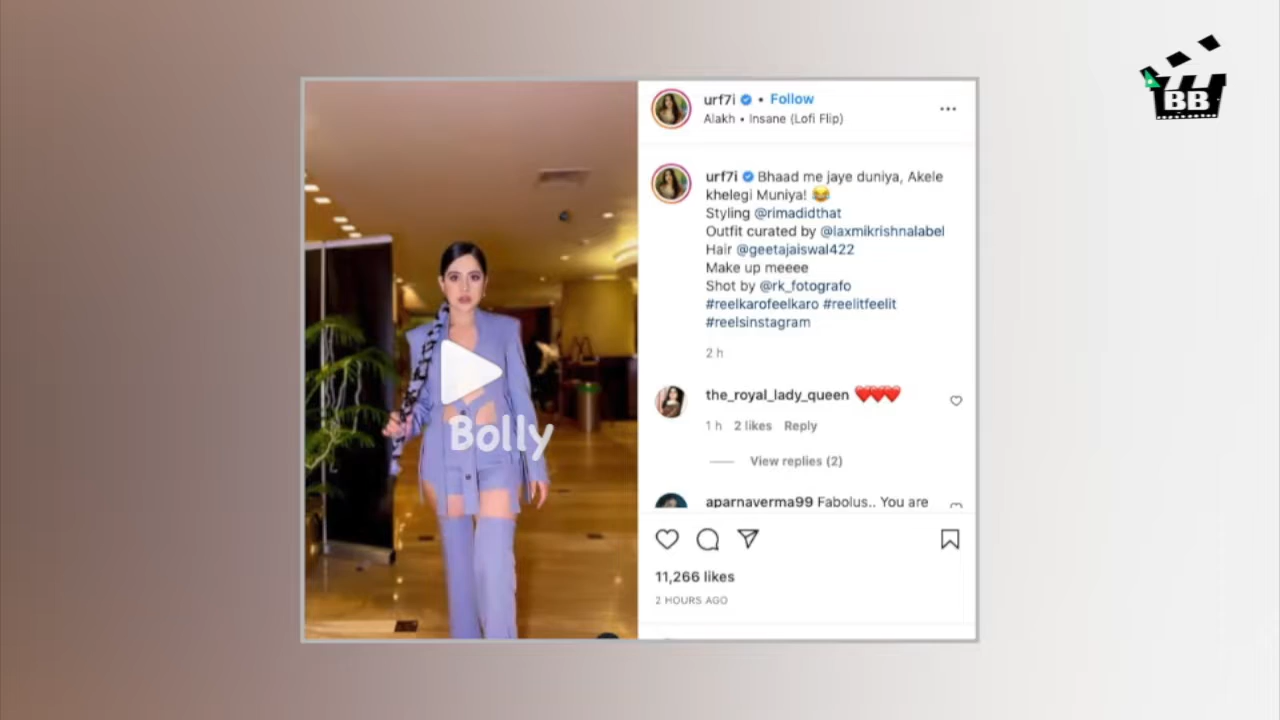 BB
urf7i • Follow
Alakh • Insane (Lofi Flip)
urf7i Bhaad me jaye duniya, Akele
khelegi Muniya! 😂
Styling @rimadidthat
Outfit curated by @laxmikrishnalabel
Hair @geetajaiswal422
Make up meeee
Shot by @rk_fotografo
#reelkarofeelkaro #reelitfeelit
#reelsinstagram
2 h
the_royal_lady_queen ❤️❤️❤️
1 h 2 likes Reply
View replies (2)
aparnaverma99 Fabolus.. You are
11,266 likes
2 HOURS AGO
Bolly